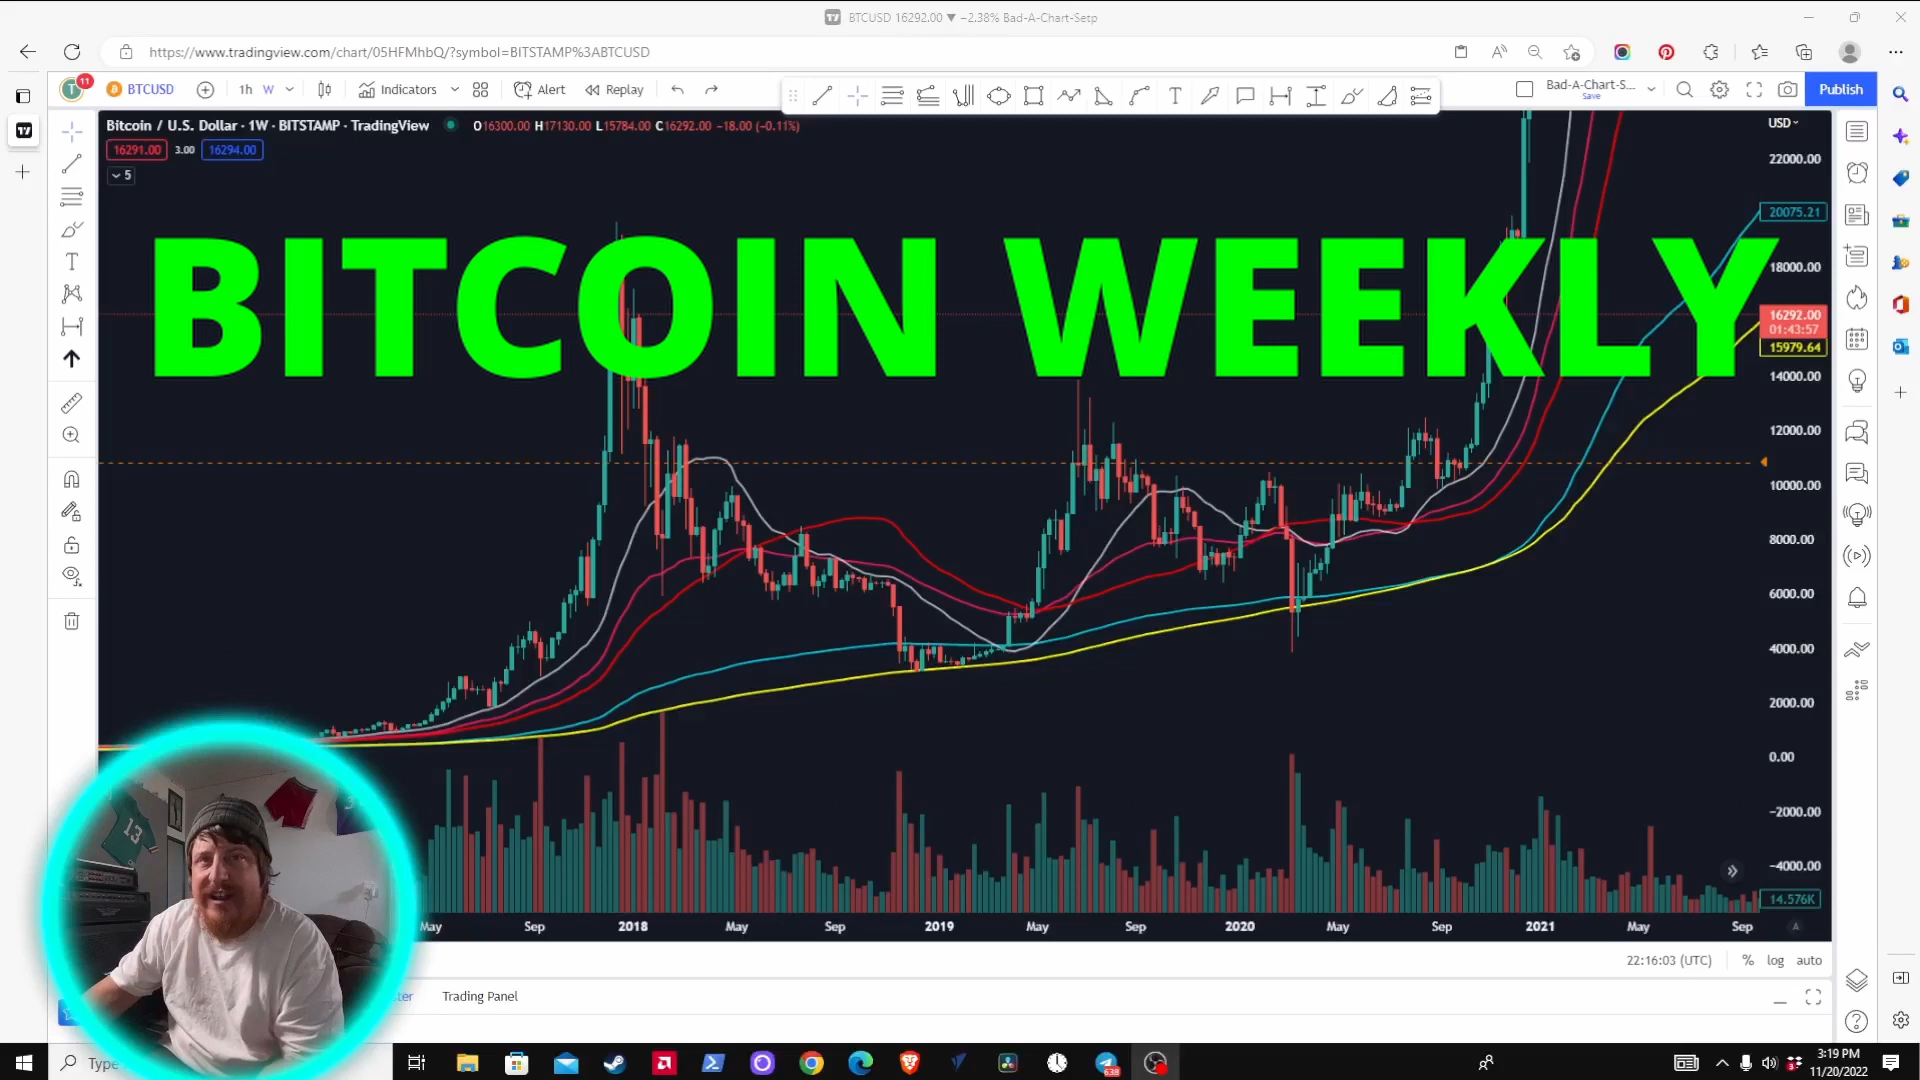 BTCUSD 16292.00 ▼ −2.38% Bad-A-Chart-Setp
https://www.tradingview.com/chart/05HFMhbQ/?symbol=BITSTAMP%3ABTCUSD
T 11 BTCUSD 1h W Indicators Alert Replay Bad-A-Chart-S... Save Publish
Bitcoin / U.S. Dollar · 1W · BITSTAMP · TradingView O16300.00 H17130.00 L15784.00 C16292.00 −18.00 (−0.11%)
USD
16291.00 3.00 16294.00
5
22000.00
20075.21
BITCOIN WEEKLY
18000.00
16292.00
01:43:57
15979.64
14000.00
12000.00
10000.00
8000.00
6000.00
4000.00
2000.00
0.00
−2000.00
−4000.00
14.576K
13
May Sep 2018 May Sep 2019 May Sep 2020 May Sep 2021 May Sep A
22:16:03 (UTC) % log auto
Trading Panel
Type
638
3:19 PM
11/20/2022